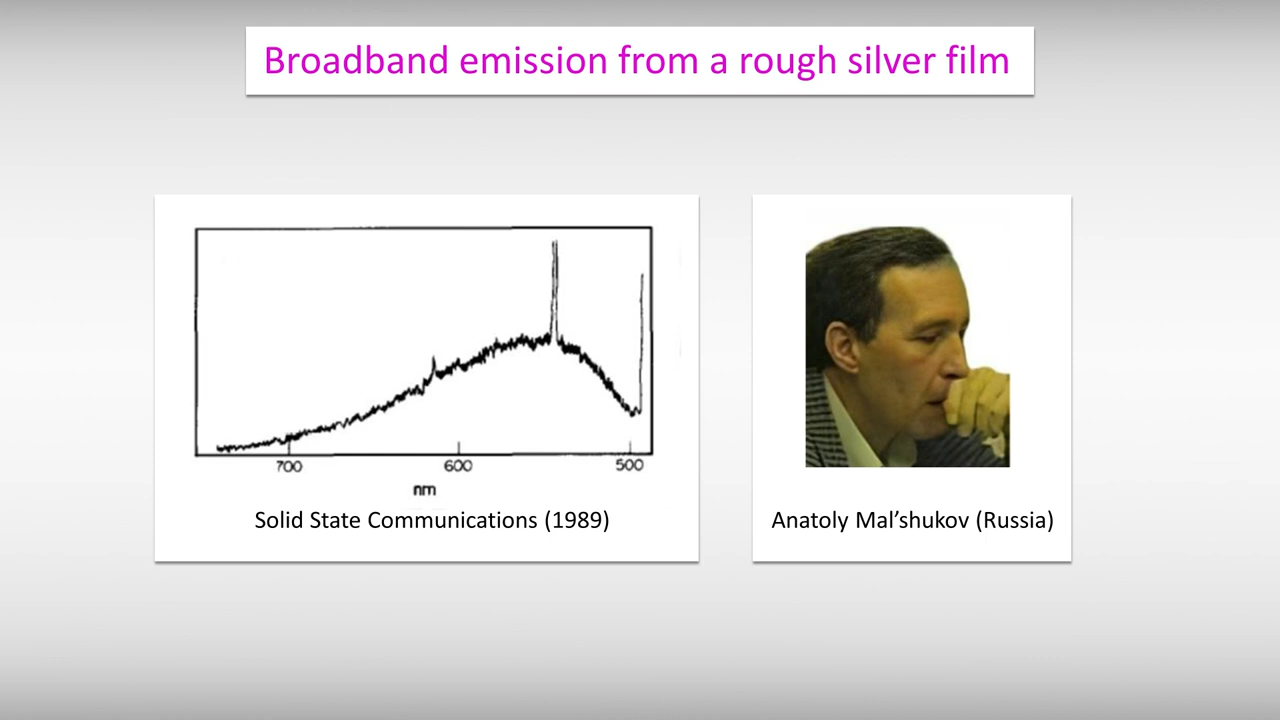 Broadband emission from a rough silver film
700 600 500
nm
Solid State Communications (1989)
Anatoly Mal’shukov (Russia)